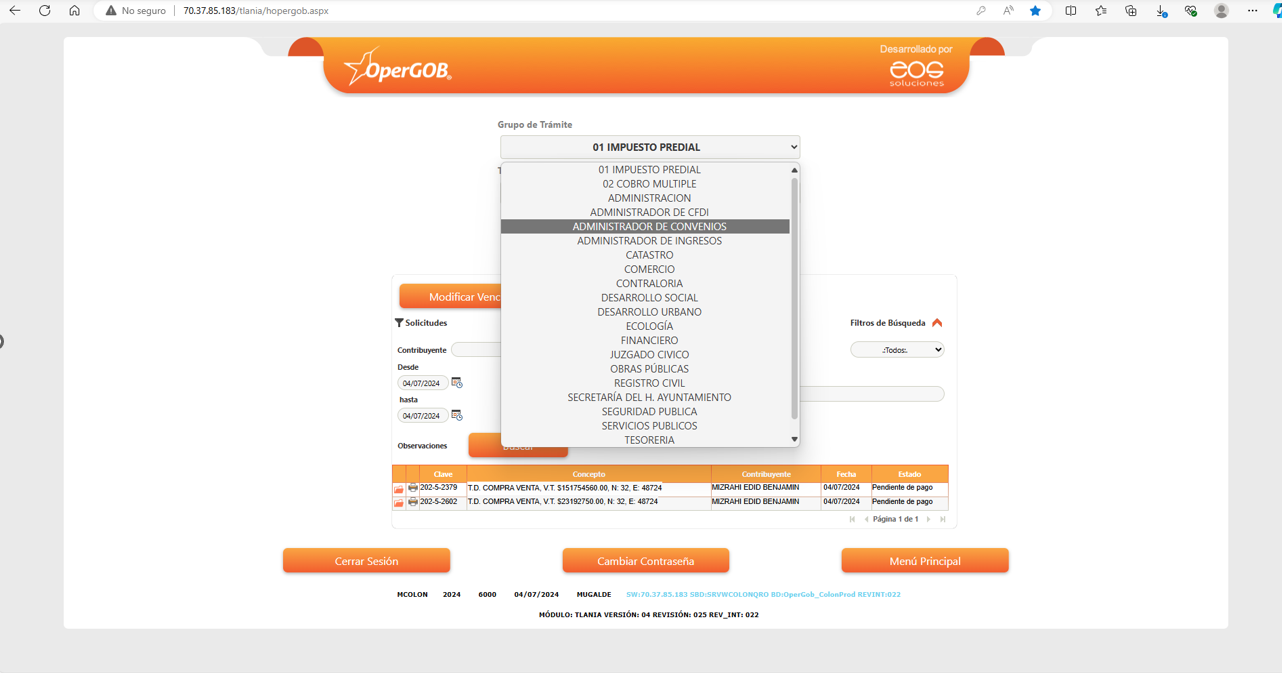 No seguro
70.37.85.183/tlania/hopergob.aspx
OperGOB®
Desarrollado por
eos
soluciones
Grupo de Trámite
01 IMPUESTO PREDIAL
01 IMPUESTO PREDIAL
02 COBRO MULTIPLE
ADMINISTRACION
ADMINISTRADOR DE CFDI
ADMINISTRADOR DE CONVENIOS
ADMINISTRADOR DE INGRESOS
CATASTRO
COMERCIO
CONTRALORIA
DESARROLLO SOCIAL
DESARROLLO URBANO
ECOLOGÍA
FINANCIERO
JUZGADO CIVICO
OBRAS PÚBLICAS
REGISTRO CIVIL
SECRETARÍA DEL H. AYUNTAMIENTO
SEGURIDAD PUBLICA
SERVICIOS PUBLICOS
TESORERIA
Modificar Venc
Solicitudes
Filtros de Búsqueda
Contribuyente
.:Todos:.
Desde
04/07/2024
hasta
04/07/2024
Observaciones
Buscar
Clave Concepto Contribuyente Fecha Estado
202-5-2379 T.D. COMPRA VENTA, V.T. $151754560.00, N: 32, E: 48724 MIZRAHI EDID BENJAMIN 04/07/2024 Pendiente de pago
202-5-2602 T.D. COMPRA VENTA, V.T. $23192750.00, N: 32, E: 48724 MIZRAHI EDID BENJAMIN 04/07/2024 Pendiente de pago
Página 1 de 1
Cerrar Sesión
Cambiar Contraseña
Menú Principal
MCOLON 2024 6000 04/07/2024 MUGALDE SW:70.37.85.183 SBD:SRVWCOLONQRO BD:OperGob_ColonProd REVINT:022
MÓDULO: TLANIA VERSIÓN: 04 REVISIÓN: 025 REV_INT: 022